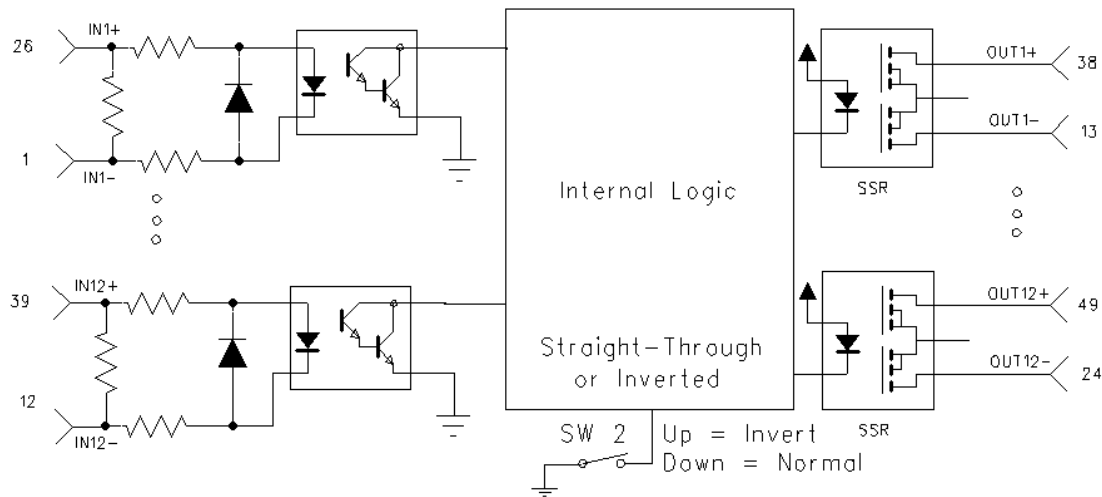 26
IN1+
1
IN1-
39
IN12+
12
IN12-
Internal Logic
Straight-Through
or Inverted
SW 2
Up = Invert
Down = Normal
OUT1+
38
OUT1-
13
SSR
OUT12+
49
OUT12-
24
SSR